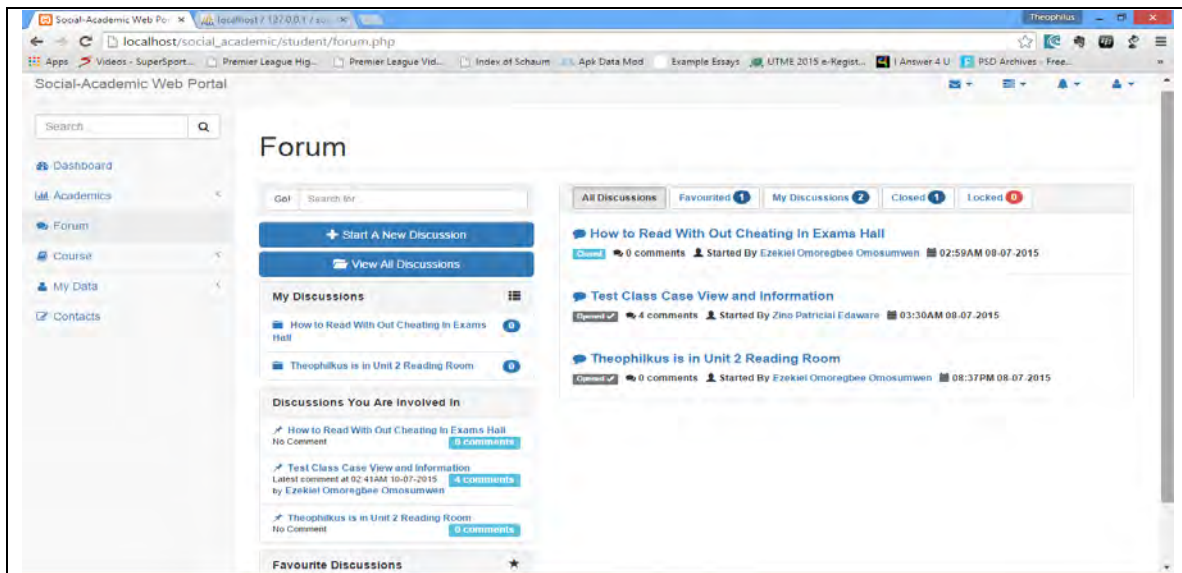 Social-Academic Web Por
localhost / 127.0.0.1 /
Theophilus
localhost/social_academic/student/forum.php
Apps Videos - SuperSport... Premier League Hig... Premier League Vid... Index of Schaum Apk Data Mod Example Essays UTME 2015 e-Regist... I Answer 4 U PSD Archives - Free...
Social-Academic Web Portal
Search
Dashboard
Academics
Forum
Course
My Data
Contacts
Forum
Go! Search for
+ Start A New Discussion
View All Discussions
My Discussions
How to Read With Out Cheating In Exams 0
Hall
Theophilkus is in Unit 2 Reading Room 0
Discussions You Are Involved In
How to Read With Out Cheating In Exams Hall
No Comment 0 comments
Test Class Case View and Information
Latest comment at 02:41AM 10-07-2015 4 comments
by Ezekiel Omoregbee Omosumwen
Theophilkus is in Unit 2 Reading Room
No Comment 0 comments
Favourite Discussions
All Discussions Favourited 1 My Discussions 2 Closed 1 Locked 0
How to Read With Out Cheating In Exams Hall
Closed 0 comments Started By Ezekiel Omoregbee Omosumwen 02:59AM 08-07-2015
Test Class Case View and Information
Opened 4 comments Started By Zino Patricial Edaware 03:30AM 08-07-2015
Theophilkus is in Unit 2 Reading Room
Opened 0 comments Started By Ezekiel Omoregbee Omosumwen 08:37PM 08-07-2015